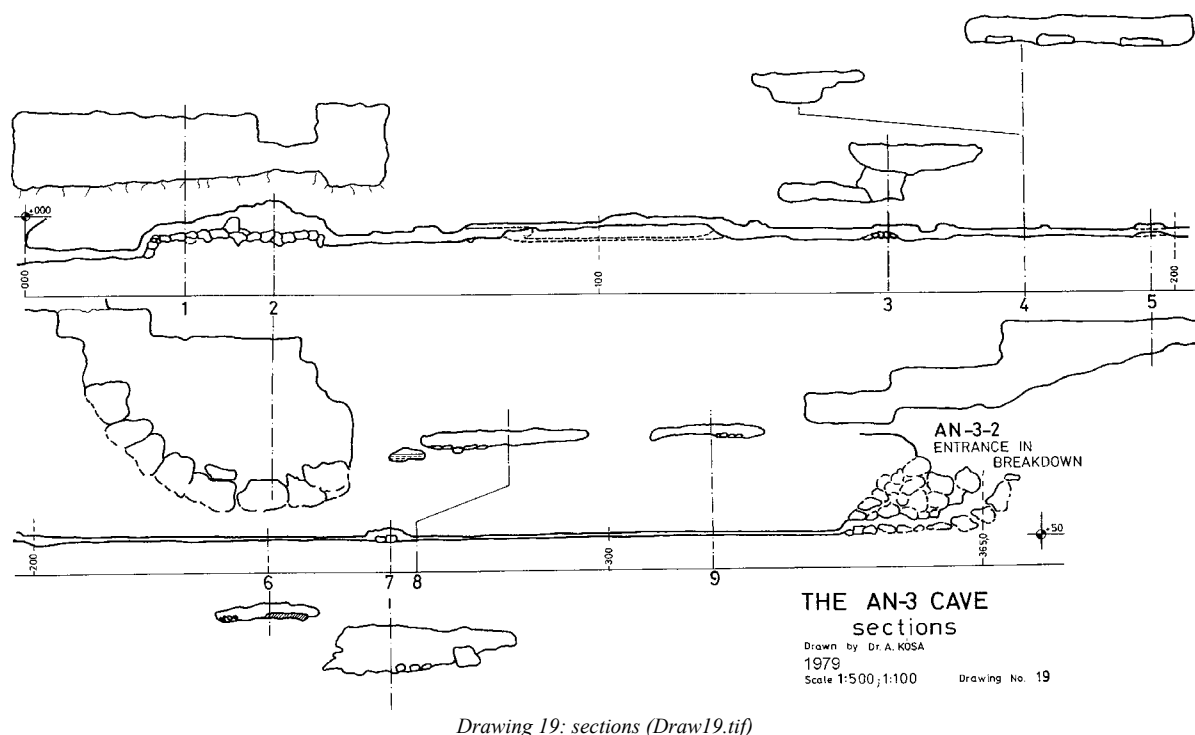 ±000
000
100
200
1
2
3
4
5
AN-3-2
ENTRANCE IN
BREAKDOWN
200
300
365,0
+50
6
7
8
9
THE AN-3 CAVE
sections
Drawn by Dr. A. KÓSA
1979
Scale 1:500; 1:100 Drawing No. 19
Drawing 19: sections (Draw19.tif)